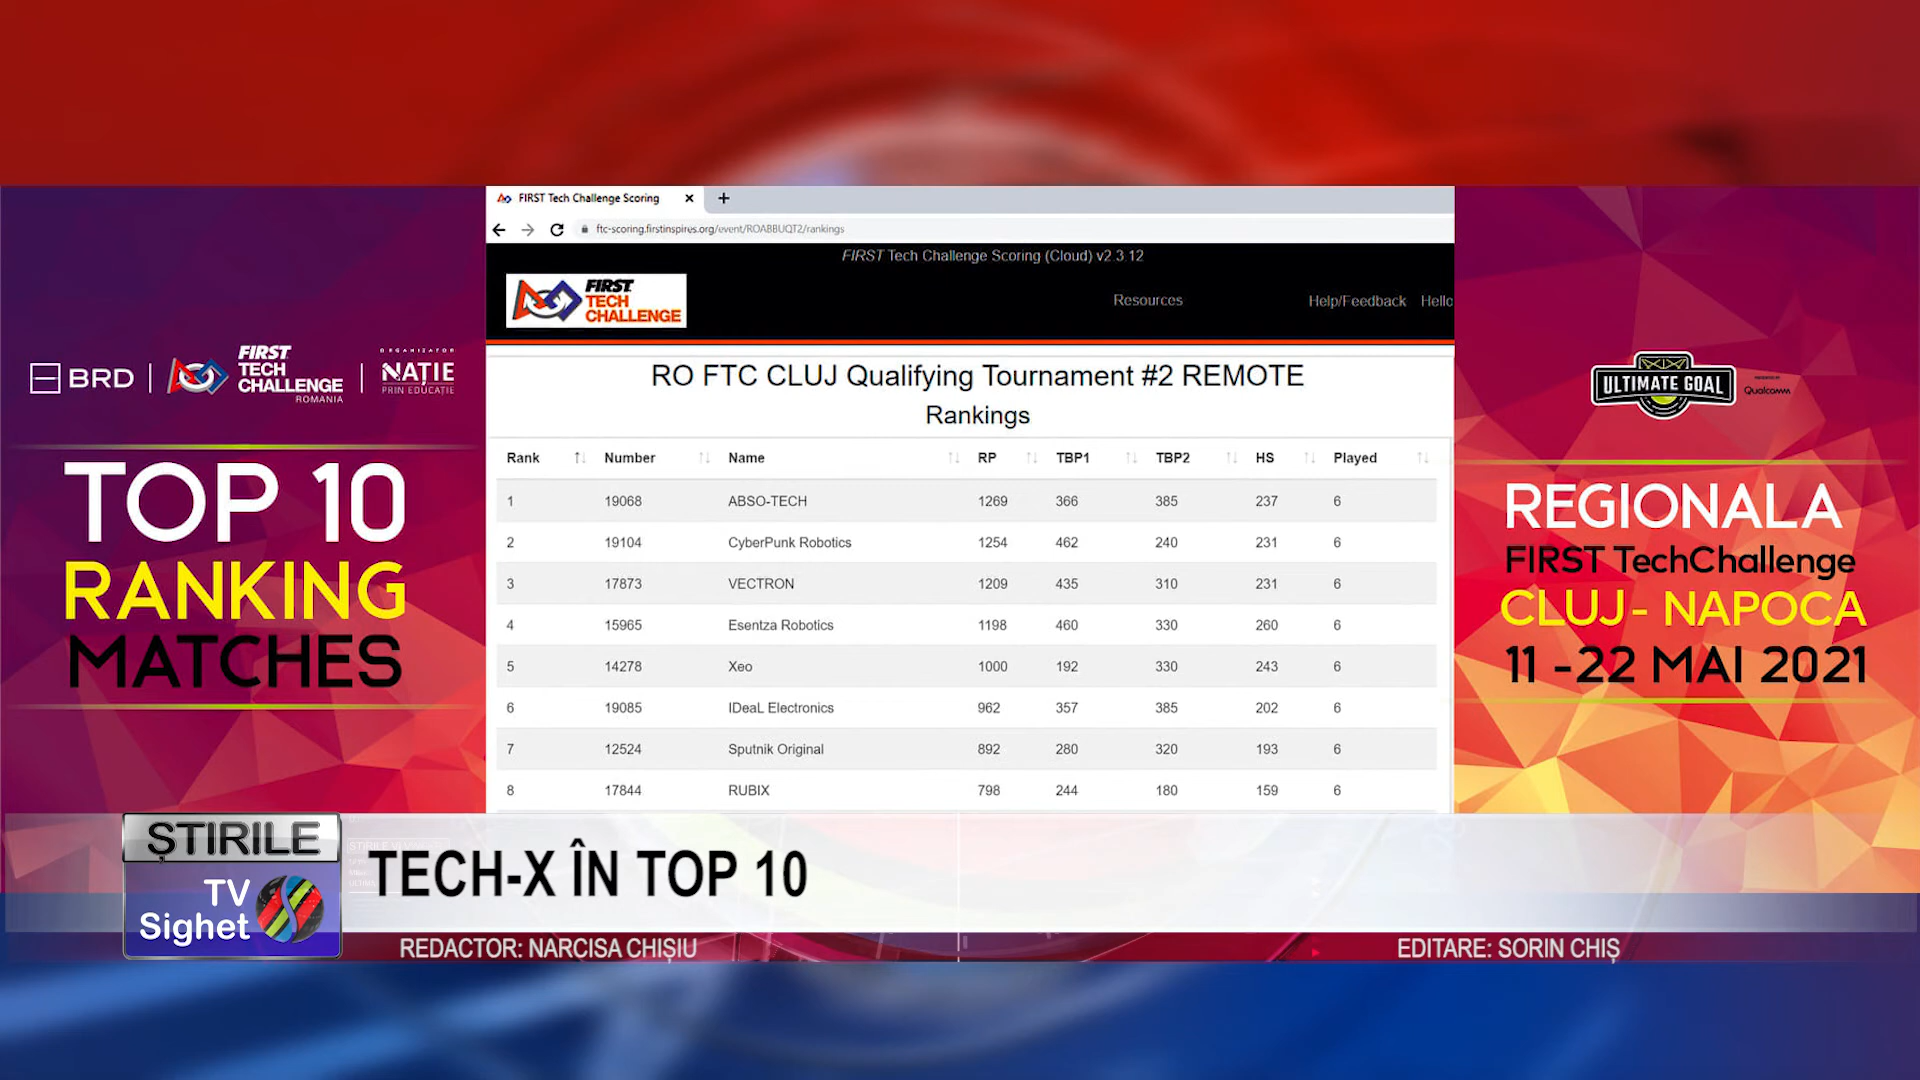 FIRST Tech Challenge Scoring
ftc-scoring.firstinspires.org/event/ROABBUQT2/rankings
FIRST Tech Challenge Scoring (Cloud) v2.3.12
FIRST
TECH
CHALLENGE
Resources Help/Feedback Hello
RO FTC CLUJ Qualifying Tournament #2 REMOTE
Rankings
Rank Number Name RP TBP1 TBP2 HS Played
1 19068 ABSO-TECH 1269 366 385 237 6
2 19104 CyberPunk Robotics 1254 462 240 231 6
3 17873 VECTRON 1209 435 310 231 6
4 15965 Esentza Robotics 1198 460 330 260 6
5 14278 Xeo 1000 192 330 243 6
6 19085 IDeaL Electronics 962 357 385 202 6
7 12524 Sputnik Original 892 280 320 193 6
8 17844 RUBIX 798 244 180 159 6
BRD
FIRST
TECH
CHALLENGE
ROMANIA
ORGANIZATOR
NAȚIE
PRIN EDUCAȚIE
TOP 10
RANKING
MATCHES
ULTIMATE GOAL
PRESENTED BY
Qualcomm
REGIONALA
FIRST TechChallenge
CLUJ- NAPOCA
11 -22 MAI 2021
ȘTIRILE
TV
Sighet
TECH-X ÎN TOP 10
REDACTOR: NARCISA CHIȘIU
EDITARE: SORIN CHIȘ